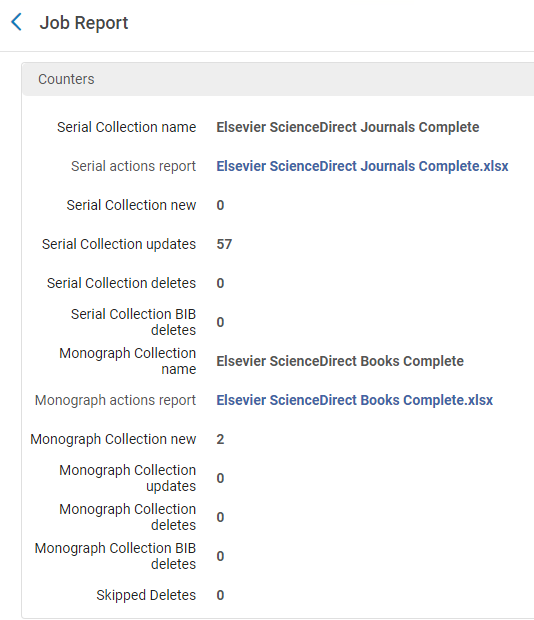 Job Report
Counters
Serial Collection name Elsevier ScienceDirect Journals Complete
Serial actions report Elsevier ScienceDirect Journals Complete.xlsx
Serial Collection new 0
Serial Collection updates 57
Serial Collection deletes 0
Serial Collection BIB
deletes 0
Monograph Collection
name Elsevier ScienceDirect Books Complete
Monograph actions report Elsevier ScienceDirect Books Complete.xlsx
Monograph Collection new 2
Monograph Collection
updates 0
Monograph Collection
deletes 0
Monograph Collection BIB
deletes 0
Skipped Deletes 0